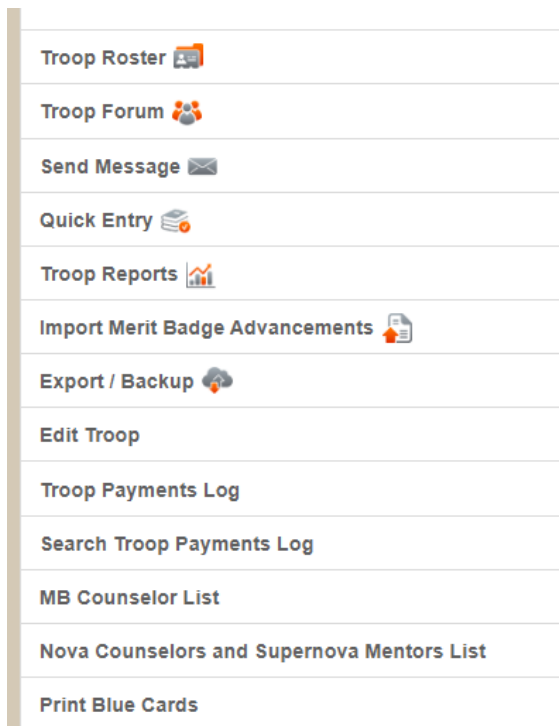 Troop Roster
Troop Forum
Send Message
Quick Entry
Troop Reports
Import Merit Badge Advancements
Export / Backup
Edit Troop
Troop Payments Log
Search Troop Payments Log
MB Counselor List
Nova Counselors and Supernova Mentors List
Print Blue Cards